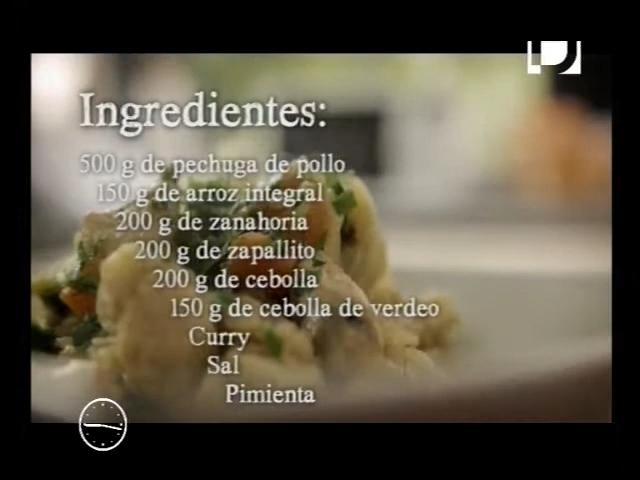 Ingredientes:
500 g de pechuga de pollo
150 g de arroz integral
200 g de zanahoria
200 g de zapallito
200 g de cebolla
150 g de cebolla de verdeo
Curry
Sal
Pimienta